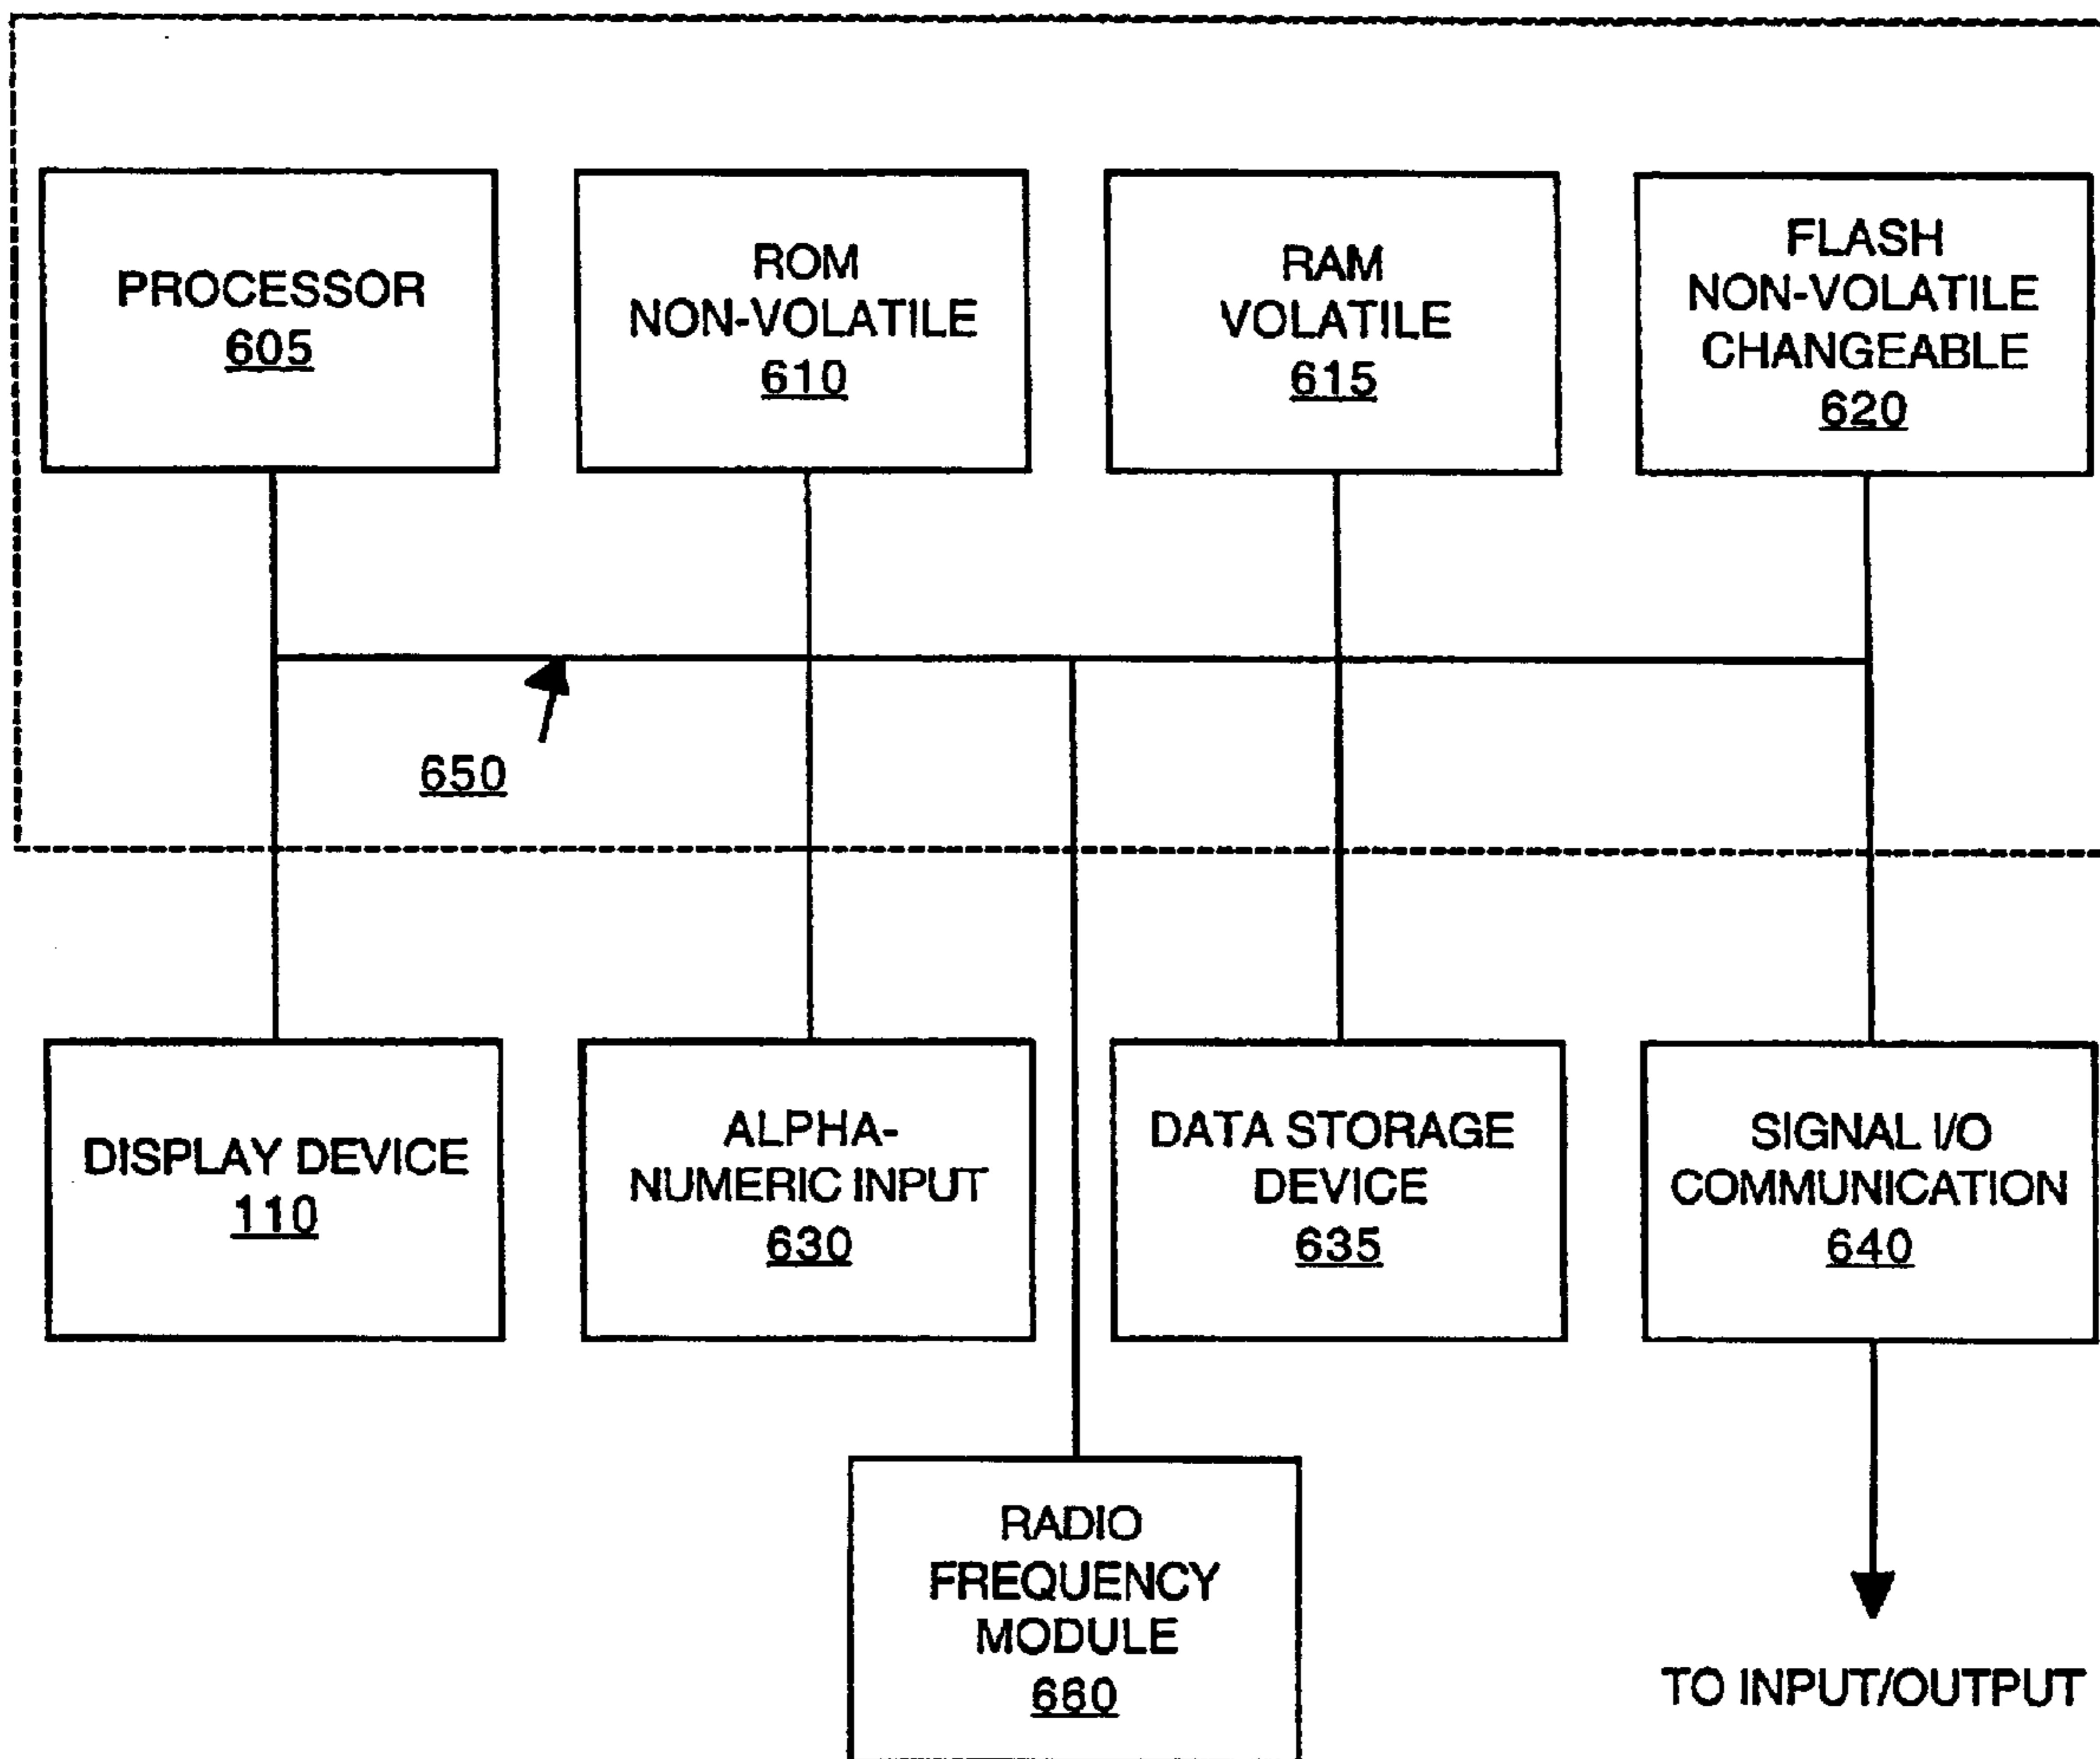 PROCESSOR
605
ROM
NON-VOLATILE
610
RAM
VOLATILE
615
FLASH
NON-VOLATILE
CHANGEABLE
620
650
DISPLAY DEVICE
110
ALPHA-
NUMERIC INPUT
630
DATA STORAGE
DEVICE
635
SIGNAL I/O
COMMUNICATION
640
RADIO
FREQUENCY
MODULE
660
TO INPUT/OUTPUT